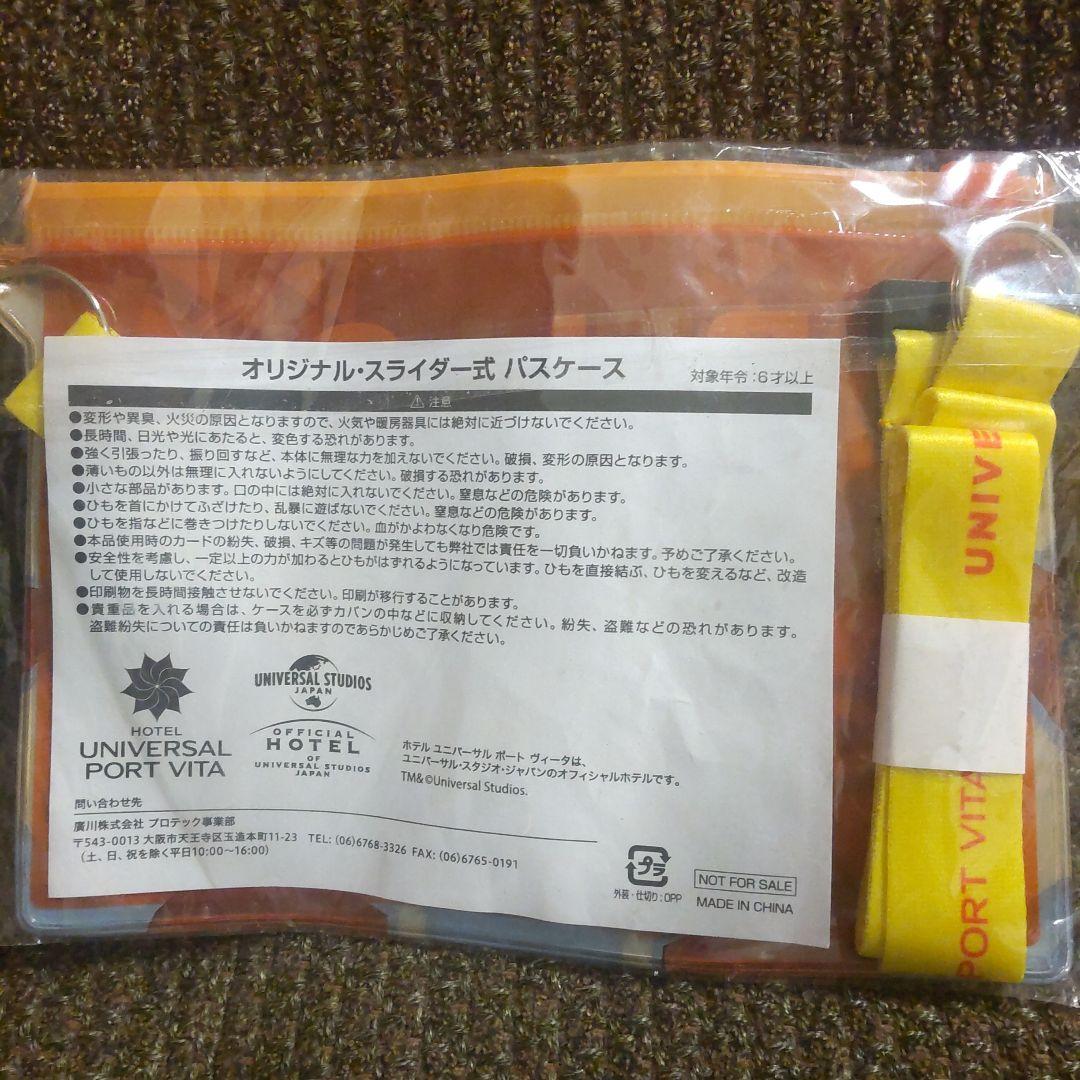 オリジナル・スライダー式 パスケース
対象年令:6才以上
⚠注意
●変形や異臭、火災の原因となりますので、火気や暖房器具には絶対に近づけないでください。
●長時間、日光や光にあたると、変色する恐れがあります。
●強く引張ったり、振り回すなど、本体に無理な力を加えないでください。破損、変形の原因となります。
●薄いもの以外は無理に入れないようにしてください。破損する恐れがあります。
●小さな部品があります。口の中には絶対に入れないでください。窒息などの危険があります。
●ひもを首にかけてふざけたり、乱暴に遊ばないでください。窒息などの危険があります。
●ひもを指などに巻きつけたりしないでください。血がかよわなくなり危険です。
●本品使用時のカードの紛失、破損、キズ等の問題が発生しても弊社では責任を一切負いかねます。予めご了承ください。
●安全性を考慮し、一定以上の力が加わるとひもがはずれるようになっています。ひもを直接結ぶ、ひもを変えるなど、改造
して使用しないでください。
●印刷物を長時間接触させないでください。印刷が移行することがあります。
●貴重品を入れる場合は、ケースを必ずカバンの中などに収納してください。紛失、盗難などの恐れがあります。
盗難紛失についての責任は負いかねますのであらかじめご了承ください。
HOTEL
UNIVERSAL
PORT VITA
UNIVERSAL STUDIOS
JAPAN
OFFICIAL
HOTEL
OF
UNIVERSAL STUDIOS
JAPAN
ホテル ユニバーサル ポート ヴィータは、
ユニバーサル・スタジオ・ジャパンのオフィシャルホテルです。
TM&©Universal Studios.
問い合わせ先
廣川株式会社 プロテック事業部
〒543-0013 大阪市天王寺区玉造本町11-23 TEL: (06)6768-3326 FAX: (06)6765-0191
(土、日、祝を除く平日10:00〜16:00)
プラ
外装・仕切り:OPP
NOT FOR SALE
MADE IN CHINA
UNIVE
PORT VITA